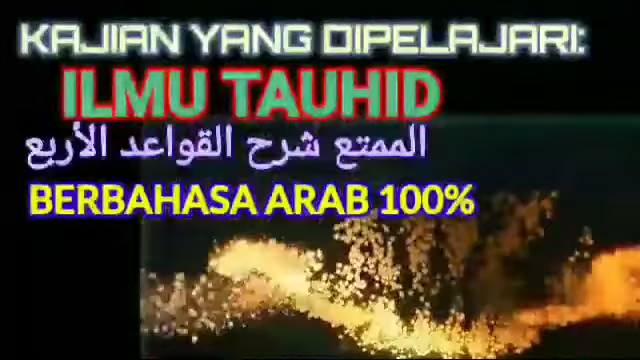 KAJIAN YANG DIPELAJARI:
ILMU TAUHID
الممتع شرح القواعد الأربع
BERBAHASA ARAB 100%